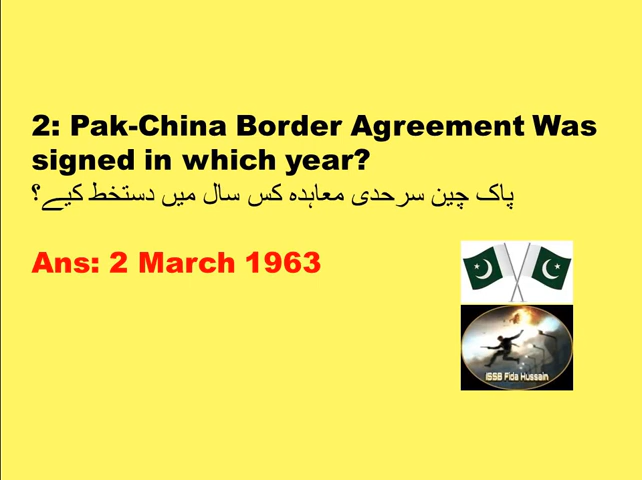 2: Pak-China Border Agreement Was
signed in which year?
پاک چین سرحدی معاہدہ کس سال میں دستخط کیے؟
Ans: 2 March 1963
ISSB Fida Hussain